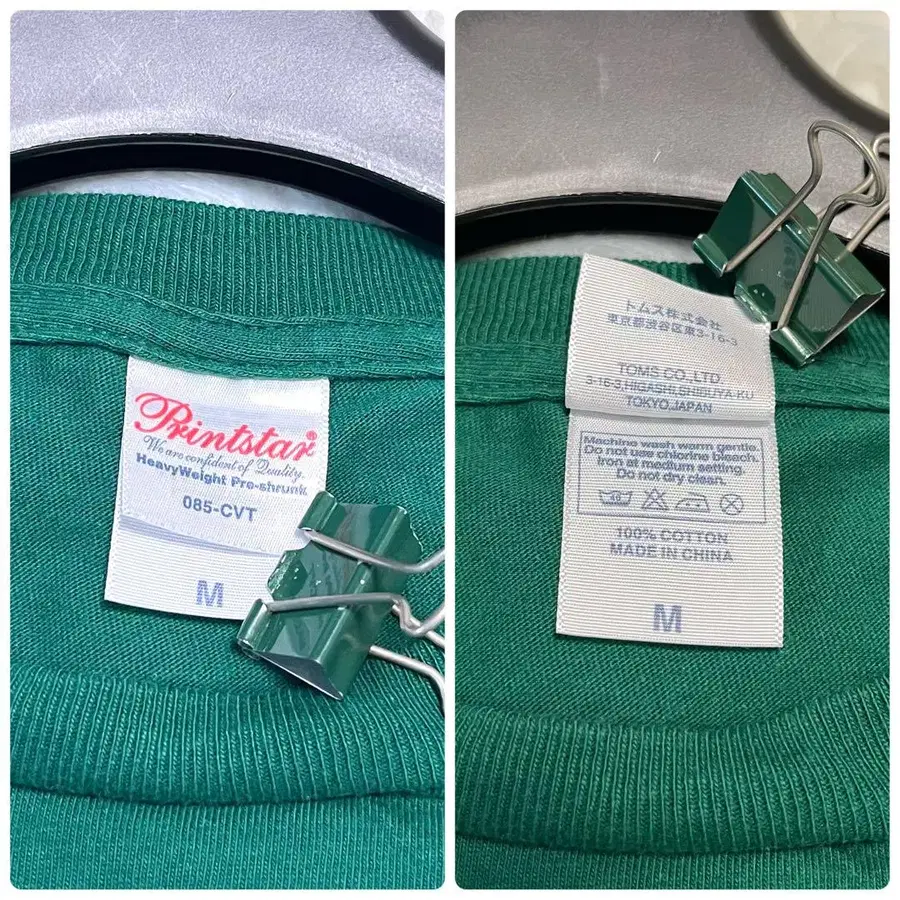 Printstar®
We are confident of Quality.
HeavyWeight Pre-shrunk
085-CVT
M
トムス株式会社
東京都渋谷区東3-16-3
TOMS CO.,LTD.
3-16-3,HIGASHI,SHIBUYA-KU
TOKYO,JAPAN
Machine wash warm gentle.
Do not use chlorine bleach.
Iron at medium setting.
Do not dry clean.
100% COTTON
MADE IN CHINA
M